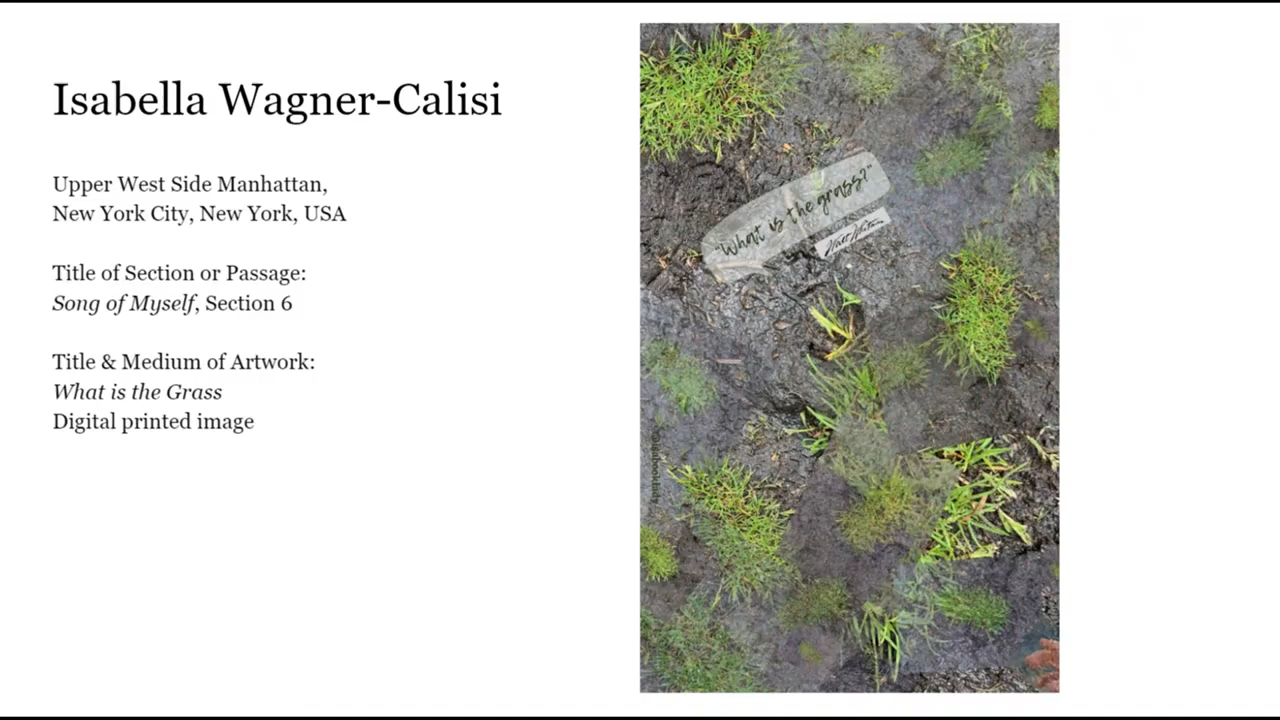 Isabella Wagner-Calisi
Upper West Side Manhattan,
New York City, New York, USA
Title of Section or Passage:
Song of Myself, Section 6
Title & Medium of Artwork:
What is the Grass
Digital printed image
"What is the grass?"
Walt Whitman